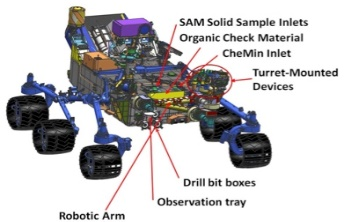 SAM Solid Sample Inlets
Organic Check Material
CheMin Inlet
Turret-Mounted
Devices
Drill bit boxes
Observation tray
Robotic Arm